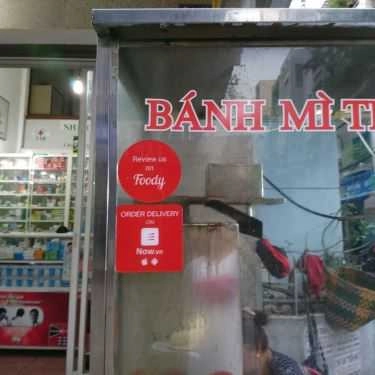 BÁNH MÌ T
Review us
on
Foody
ORDER DELIVERY
ON
Now.vn